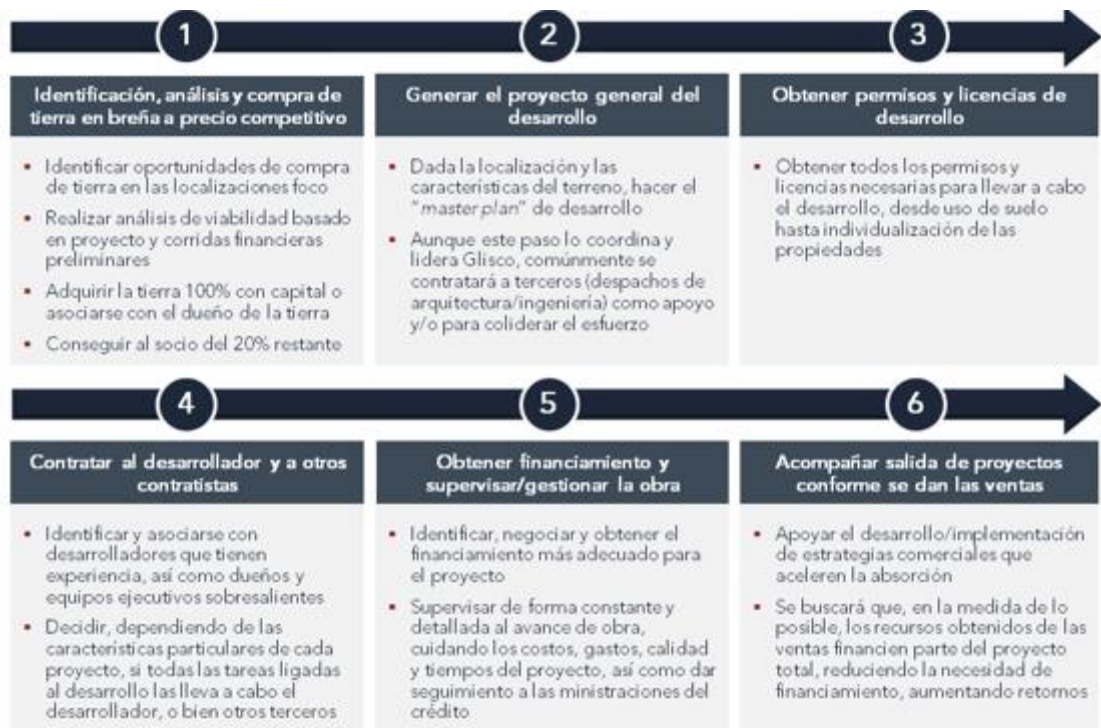 1
2
3
Identificación, análisis y compra de
tierra en breña a precio competitivo
▪ Identificar oportunidades de compra
de tierra en las localizaciones foco
▪ Realizar análisis de viabilidad basado
en proyecto y corridas financieras
preliminares
▪ Adquirir la tierra 100% con capital o
asociarse con el dueño de la tierra
▪ Conseguir al socio del 20% restante
Generar el proyecto general del
desarrollo
▪ Dada la localización y las
características del terreno, hacer el
"master plan" de desarrollo
▪ Aunque este paso lo coordina y
lidera Glisco, comúnmente se
contratará a terceros (despachos de
arquitectura/ingeniería) como apoyo
y/o para coliderar el esfuerzo
Obtener permisos y licencias de
desarrollo
▪ Obtener todos los permisos y
licencias necesarias para llevar a cabo
el desarrollo, desde uso de suelo
hasta individualización de las
propiedades
4
5
6
Contratar al desarrollador y a otros
contratistas
▪ Identificar y asociarse con
desarrolladores que tienen
experiencia, así como dueños y
equipos ejecutivos sobresalientes
▪ Decidir, dependiendo de las
características particulares de cada
proyecto, si todas las tareas ligadas
al desarrollo las lleva a cabo el
desarrollador, o bien otros terceros
Obtener financiamiento y
supervisar/gestionar la obra
▪ Identificar, negociar y obtener el
financiamiento más adecuado para
el proyecto
▪ Supervisar de forma constante y
detallada al avance de obra,
cuidando los costos, gastos, calidad
y tiempos del proyecto, así como dar
seguimiento a las ministraciones del
crédito
Acompañar salida de proyectos
conforme se dan las ventas
▪ Apoyar el desarrollo/implementación
de estrategias comerciales que
aceleren la absorción
▪ Se buscará que, en la medida de lo
posible, los recursos obtenidos de las
ventas financien parte del proyecto
total, reduciendo la necesidad de
financiamiento, aumentando retornos